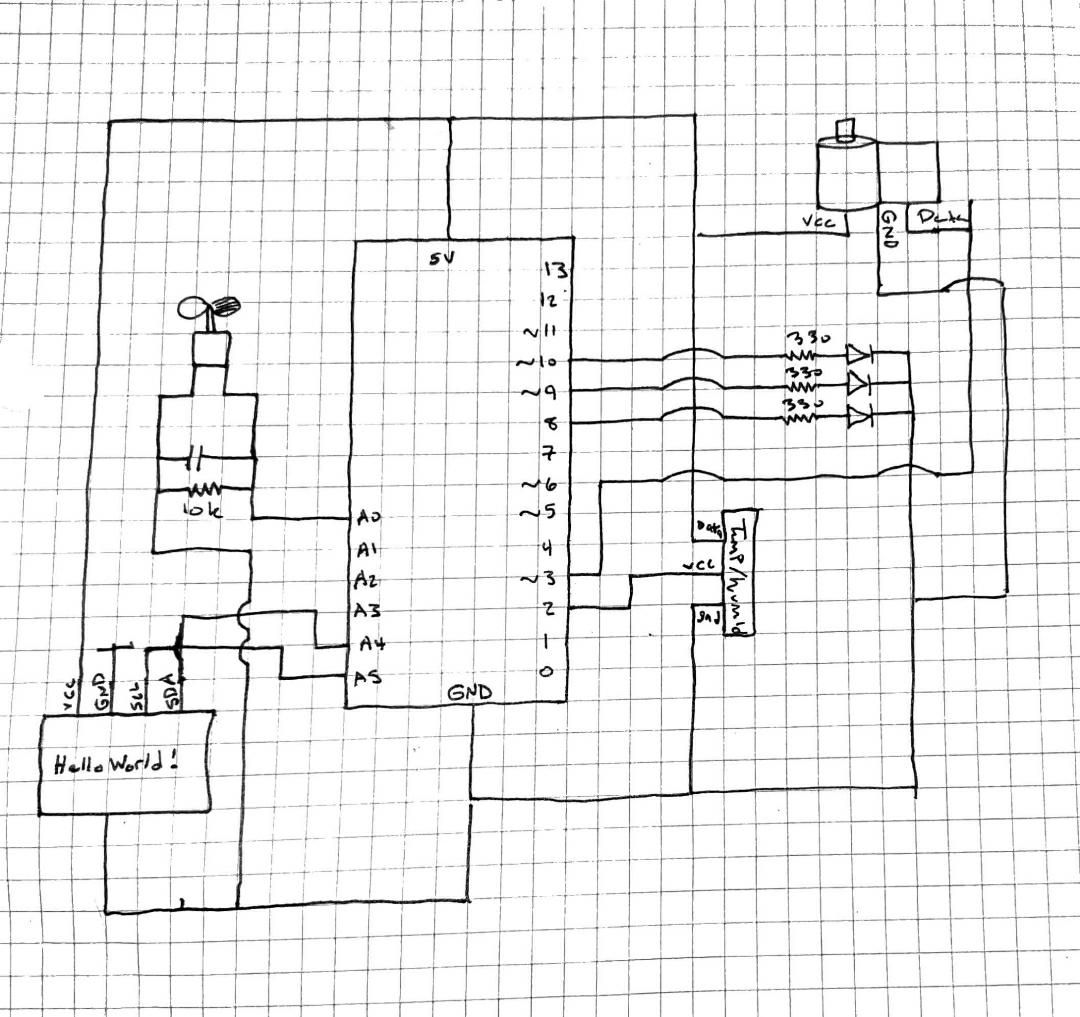 5V
13
12
~11
~10
~9
8
7
~6
~5
4
~3
2
1
0
A0
A1
A2
A3
A4
A5
GND
VCC
GND
Data
330
330
330
10k
Data
vcc
gnd
Temp/humid
VCC
GND
SCL
SDA
Hello World!